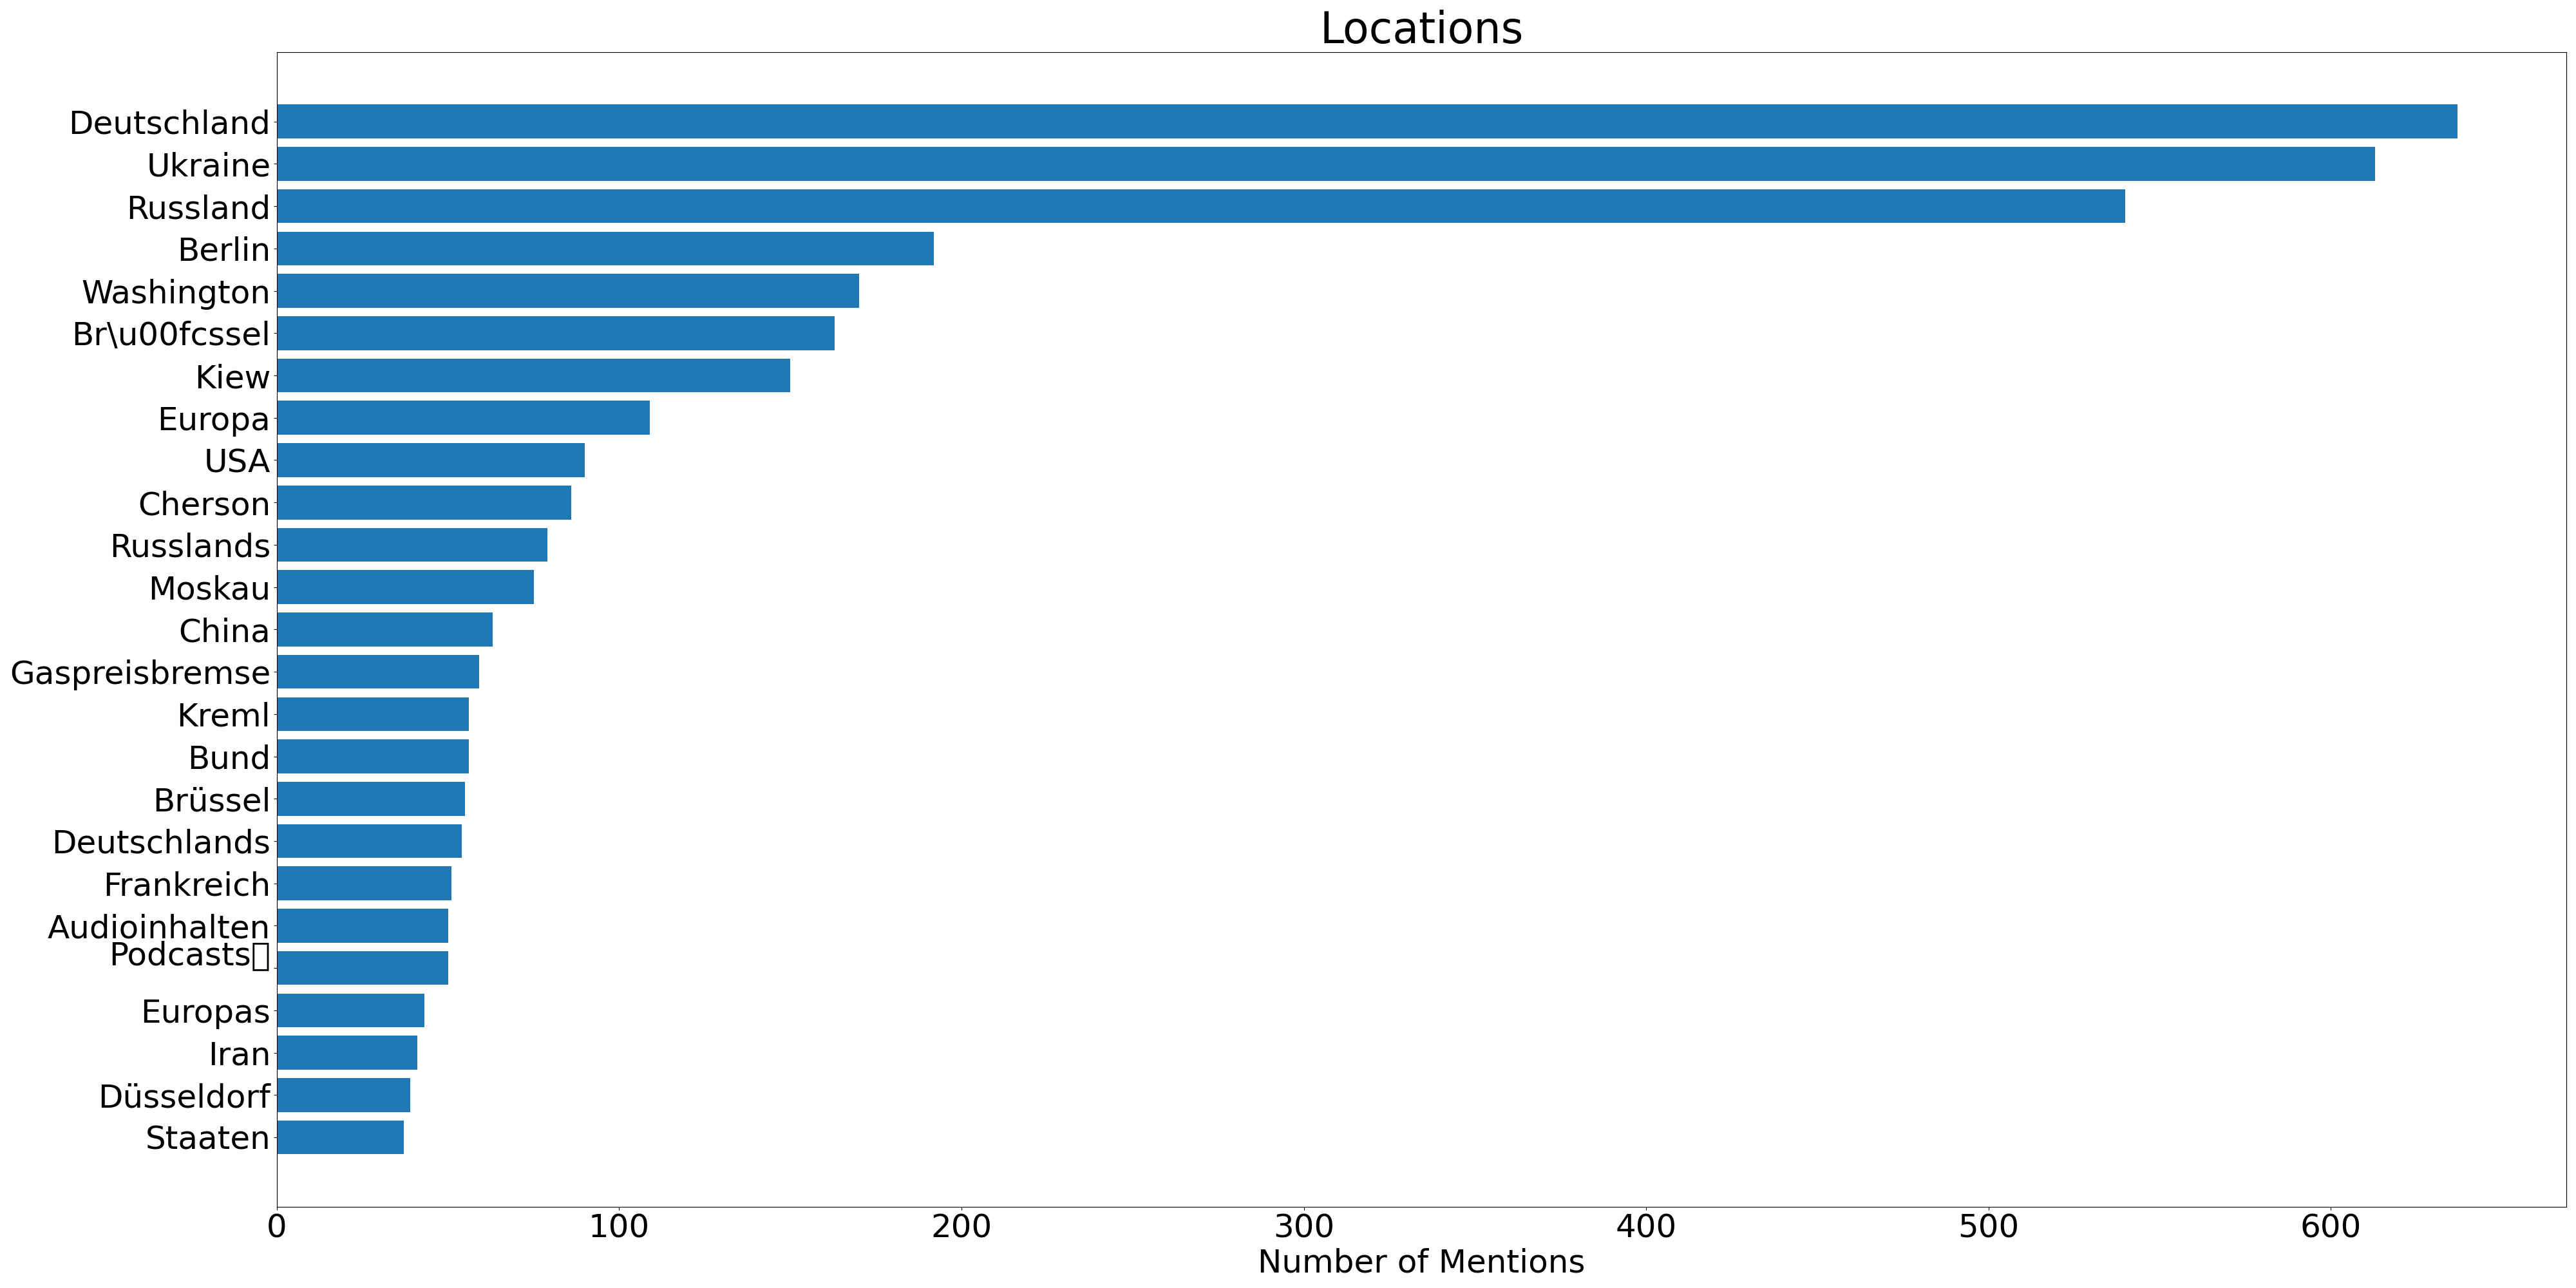 Locations
Deutschland
Ukraine
Russland
Berlin
Washington
Br\u00fcssel
Kiew
Europa
USA
Cherson
Russlands
Moskau
China
Gaspreisbremse
Kreml
Bund
Brüssel
Deutschlands
Frankreich
Audioinhalten
Podcasts
Europas
Iran
Düsseldorf
Staaten
0 100 200 300 400 500 600
Number of Mentions